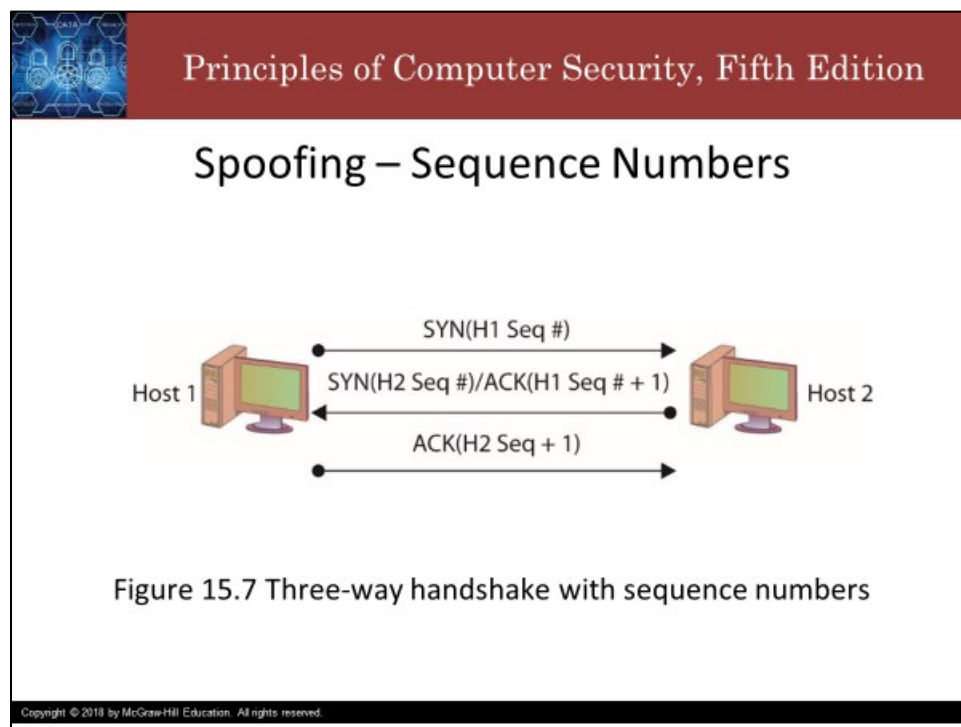 DATA
Principles of Computer Security, Fifth Edition
Spoofing – Sequence Numbers
SYN(H1 Seq #)
Host 1
SYN(H2 Seq #)/ACK(H1 Seq # + 1)
Host 2
ACK(H2 Seq + 1)
Figure 15.7 Three-way handshake with sequence numbers
Copyright © 2018 by McGraw-Hill Education. All rights reserved.